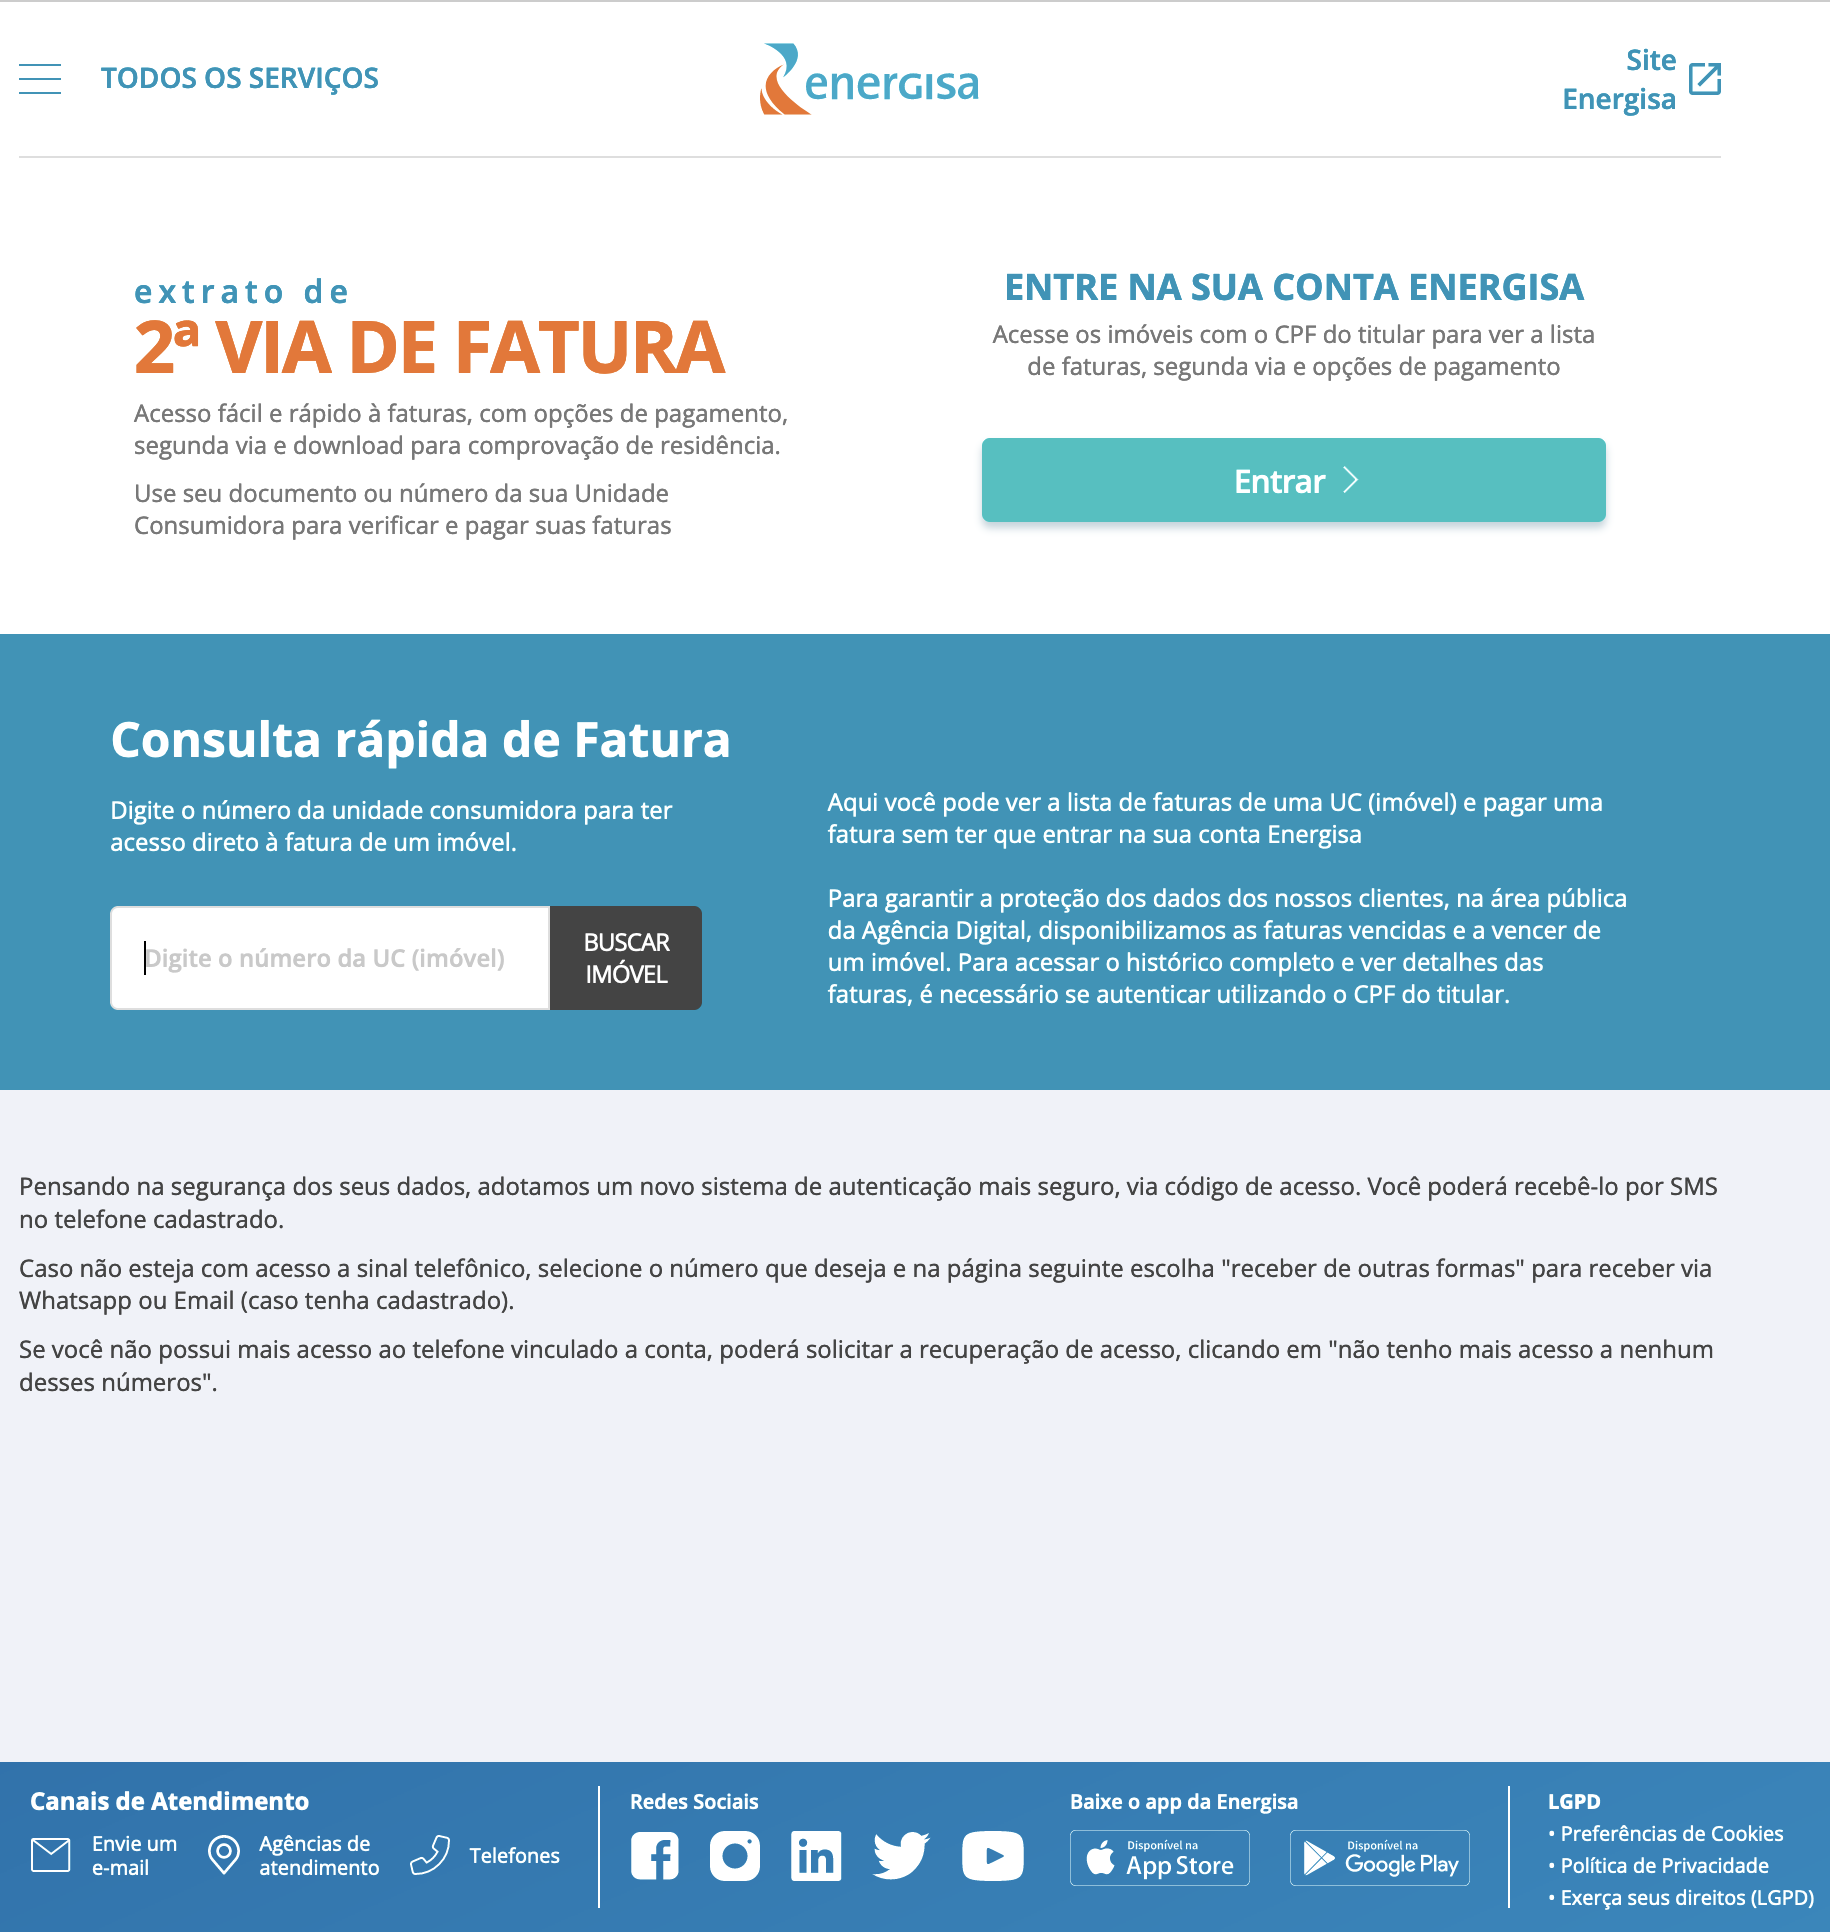 TODOS OS SERVIÇOS
energisa
Site
Energisa
extrato de
2ª VIA DE FATURA
Acesso fácil e rápido à faturas, com opções de pagamento,
segunda via e download para comprovação de residência.
Use seu documento ou número da sua Unidade
Consumidora para verificar e pagar suas faturas
ENTRE NA SUA CONTA ENERGISA
Acesse os imóveis com o CPF do titular para ver a lista
de faturas, segunda via e opções de pagamento
Entrar
Consulta rápida de Fatura
Digite o número da unidade consumidora para ter
acesso direto à fatura de um imóvel.
Digite o número da UC (imóvel)
BUSCAR
IMÓVEL
Aqui você pode ver a lista de faturas de uma UC (imóvel) e pagar uma
fatura sem ter que entrar na sua conta Energisa
Para garantir a proteção dos dados dos nossos clientes, na área pública
da Agência Digital, disponibilizamos as faturas vencidas e a vencer de
um imóvel. Para acessar o histórico completo e ver detalhes das
faturas, é necessário se autenticar utilizando o CPF do titular.
Pensando na segurança dos seus dados, adotamos um novo sistema de autenticação mais seguro, via código de acesso. Você poderá recebê-lo por SMS
no telefone cadastrado.
Caso não esteja com acesso a sinal telefônico, selecione o número que deseja e na página seguinte escolha "receber de outras formas" para receber via
Whatsapp ou Email (caso tenha cadastrado).
Se você não possui mais acesso ao telefone vinculado a conta, poderá solicitar a recuperação de acesso, clicando em "não tenho mais acesso a nenhum
desses números".
Canais de Atendimento
Envie um
e-mail
Agências de
atendimento
Telefones
Redes Sociais
Baixe o app da Energisa
Disponível na
App Store
Disponível na
Google Play
LGPD
• Preferências de Cookies
• Política de Privacidade
• Exerça seus direitos (LGPD)